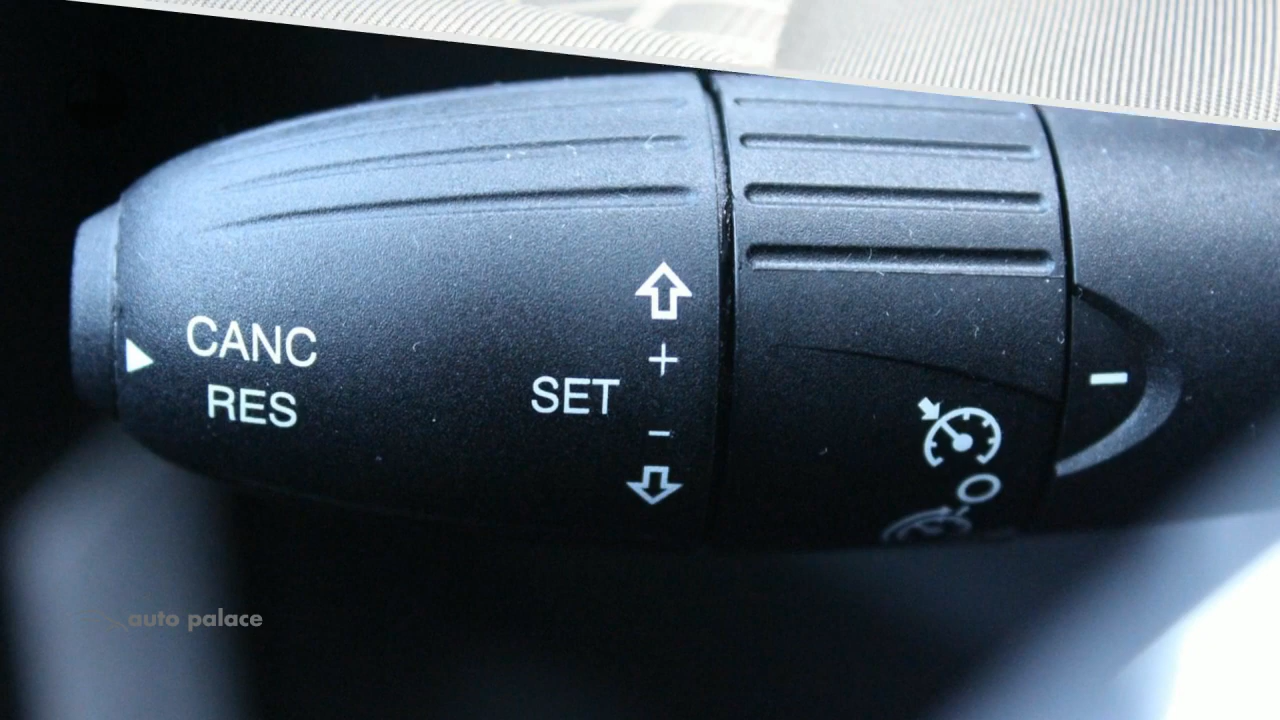 CANC
RES
SET
+
−
auto palace